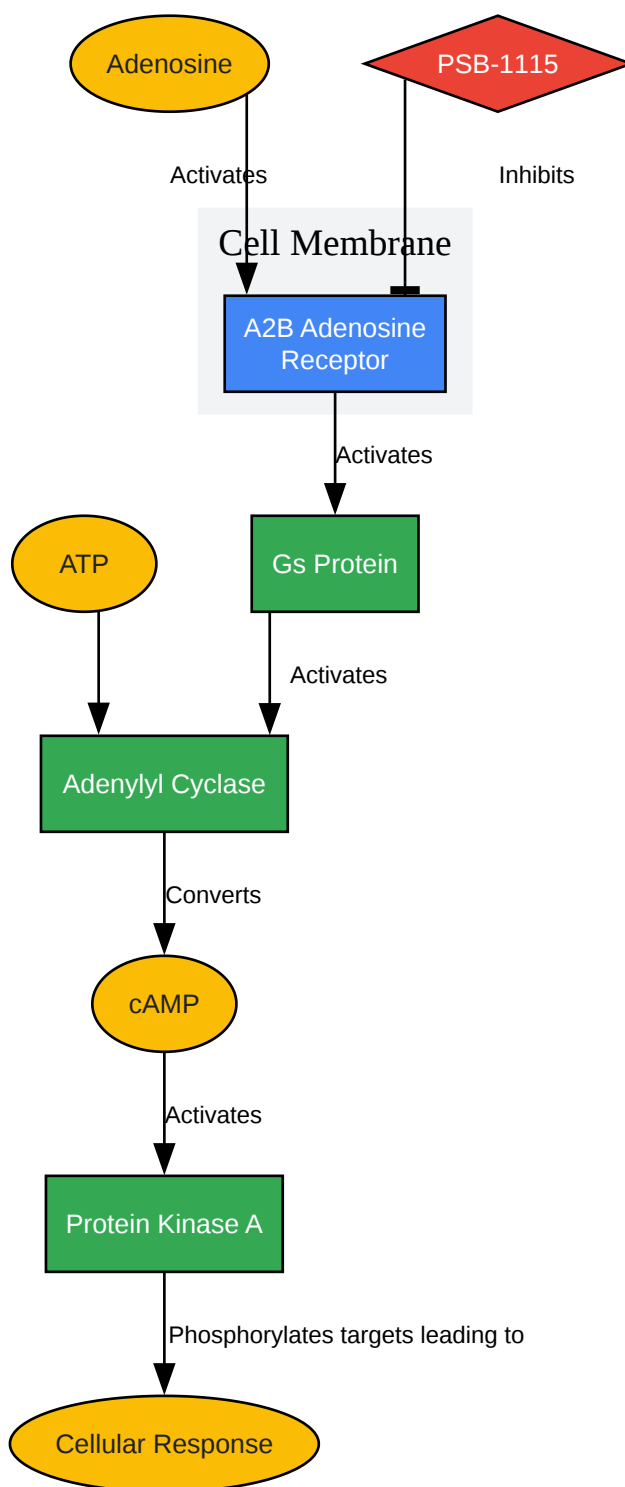 Adenosine
PSB-1115
Activates
Inhibits
Cell Membrane
A2B Adenosine
Receptor
Activates
ATP
Gs Protein
Activates
Adenylyl Cyclase
Converts
cAMP
Activates
Protein Kinase A
Phosphorylates targets leading to
Cellular Response